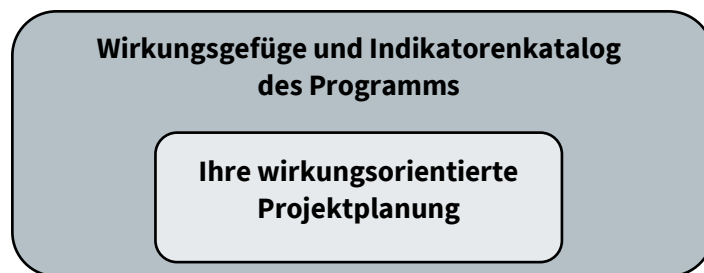 Wirkungsgefüge und Indikatorenkatalog
des Programms
Ihre wirkungsorientierte
Projektplanung